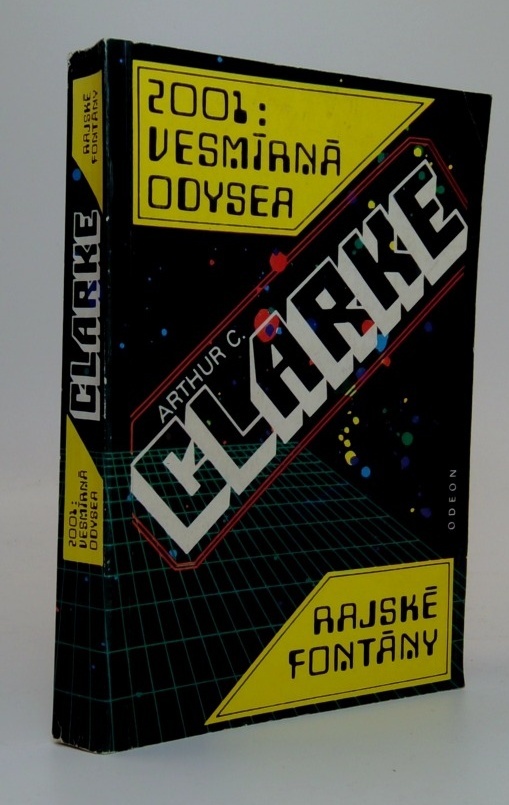 2001:
VESMÍRNÁ
ODYSEA
ARTHUR C.
CLARKE
ODEON
RAJSKÉ
FONTÁNY
RAJSKÉ
FONTÁNY
CLARKE
2001:
VESMÍRNÁ
ODYSEA